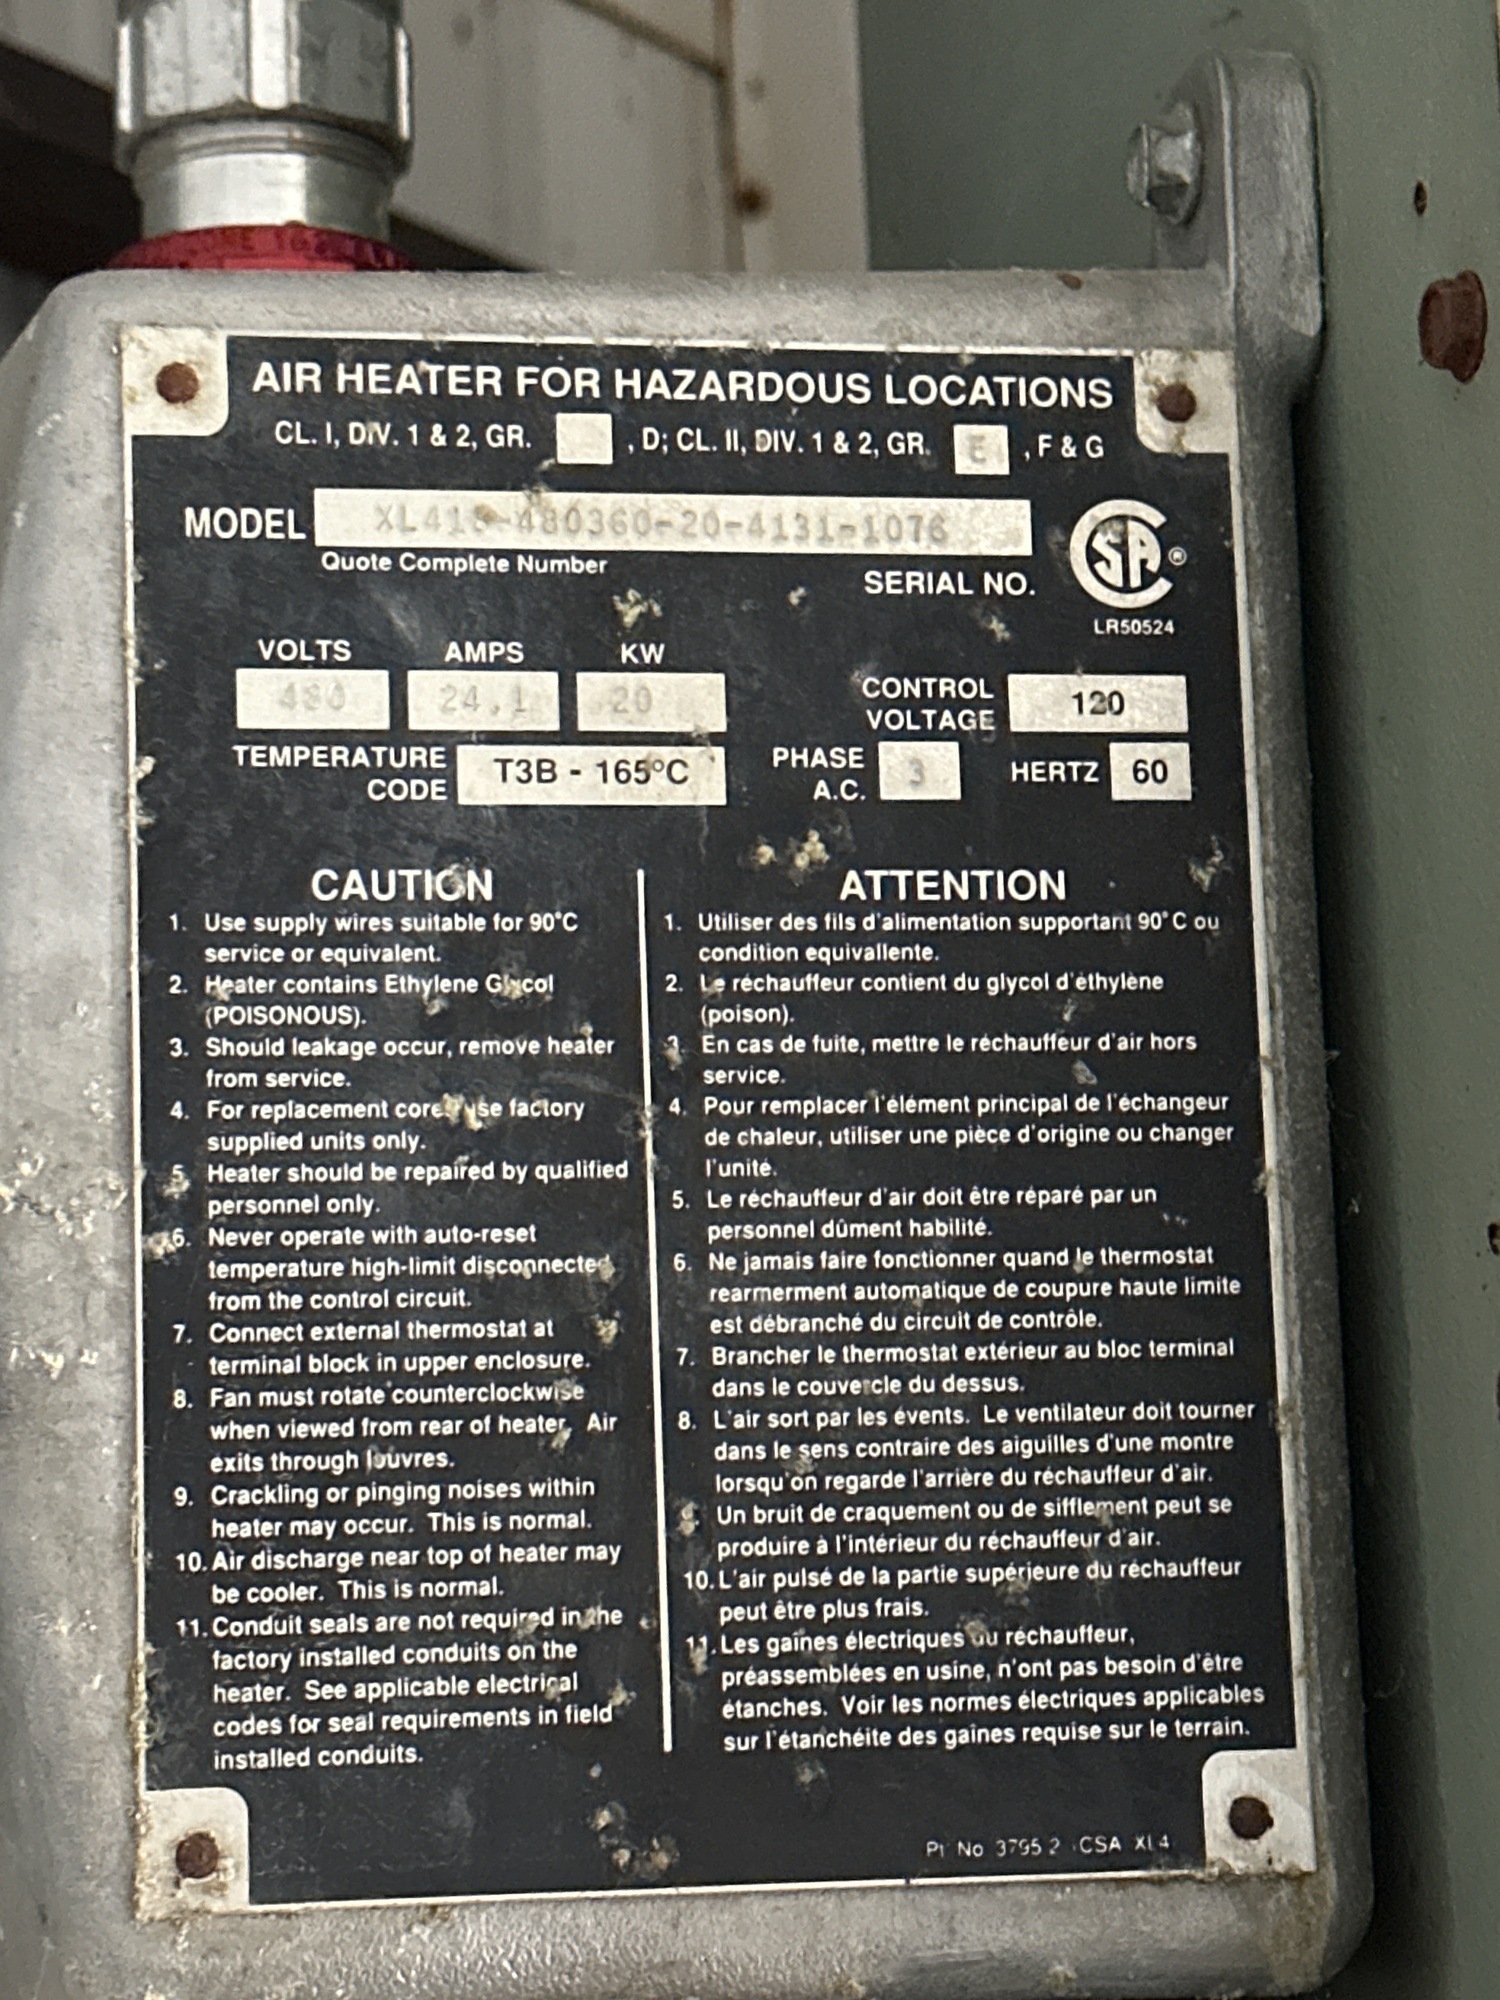 AIR HEATER FOR HAZARDOUS LOCATIONS
CL. I, DIV. 1 & 2, GR. , D; CL. II, DIV. 1 & 2, GR. E , F & G
MODEL XL416-480360-20-4131-1076
Quote Complete Number
SERIAL NO.
CSA ®
LR50524
VOLTS AMPS KW
480 24.1 20
CONTROL
VOLTAGE 120
TEMPERATURE
CODE T3B - 165°C
PHASE
A.C. 3 HERTZ 60
CAUTION
1. Use supply wires suitable for 90°C
service or equivalent.
2. Heater contains Ethylene Glycol
(POISONOUS).
3. Should leakage occur, remove heater
from service.
4. For replacement core, use factory
supplied units only.
5. Heater should be repaired by qualified
personnel only.
6. Never operate with auto-reset
temperature high-limit disconnected
from the control circuit.
7. Connect external thermostat at
terminal block in upper enclosure.
8. Fan must rotate counterclockwise
when viewed from rear of heater. Air
exits through louvres.
9. Crackling or pinging noises within
heater may occur. This is normal.
10. Air discharge near top of heater may
be cooler. This is normal.
11. Conduit seals are not required in the
factory installed conduits on the
heater. See applicable electrical
codes for seal requirements in field
installed conduits.
ATTENTION
1. Utiliser des fils d'alimentation supportant 90°C ou
condition equivallente.
2. Le réchauffeur contient du glycol d'éthylène
(poison).
3. En cas de fuite, mettre le réchauffeur d'air hors
service.
4. Pour remplacer l'élément principal de l'échangeur
de chaleur, utiliser une pièce d'origine ou changer
l'unité.
5. Le réchauffeur d'air doit être réparé par un
personnel dûment habilité.
6. Ne jamais faire fonctionner quand le thermostat
rearmerment automatique de coupure haute limite
est débranché du circuit de contrôle.
7. Brancher le thermostat extérieur au bloc terminal
dans le couvercle du dessus.
8. L'air sort par les évents. Le ventilateur doit tourner
dans le sens contraire des aiguilles d'une montre
lorsqu'on regarde l'arrière du réchauffeur d'air.
9. Un bruit de craquement ou de sifflement peut se
produire à l'intérieur du réchauffeur d'air.
10. L'air pulsé de la partie supérieure du réchauffeur
peut être plus frais.
11. Les gaînes électriques du réchauffeur,
préassemblées en usine, n'ont pas besoin d'être
étanches. Voir les normes électriques applicables
sur l'étanchéite des gaînes requise sur le terrain.
Pt No 3795 2 CSA XL4